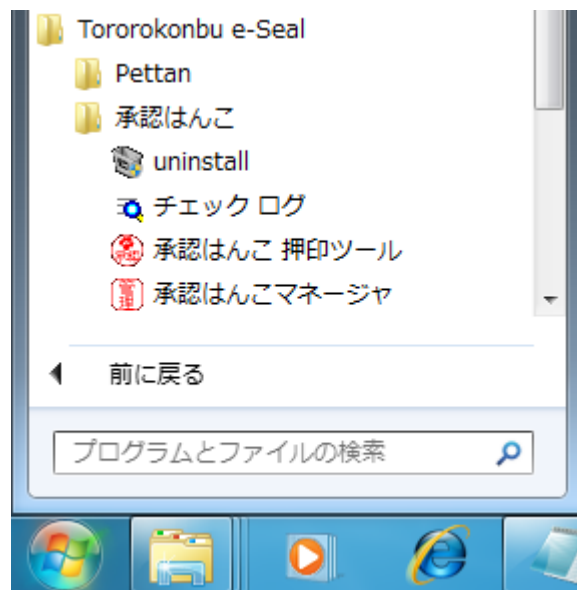 Tororokonbu e-Seal
Pettan
承認はんこ
uninstall
チェック ログ
承認はんこ 押印ツール
承認はんこマネージャ
前に戻る
プログラムとファイルの検索